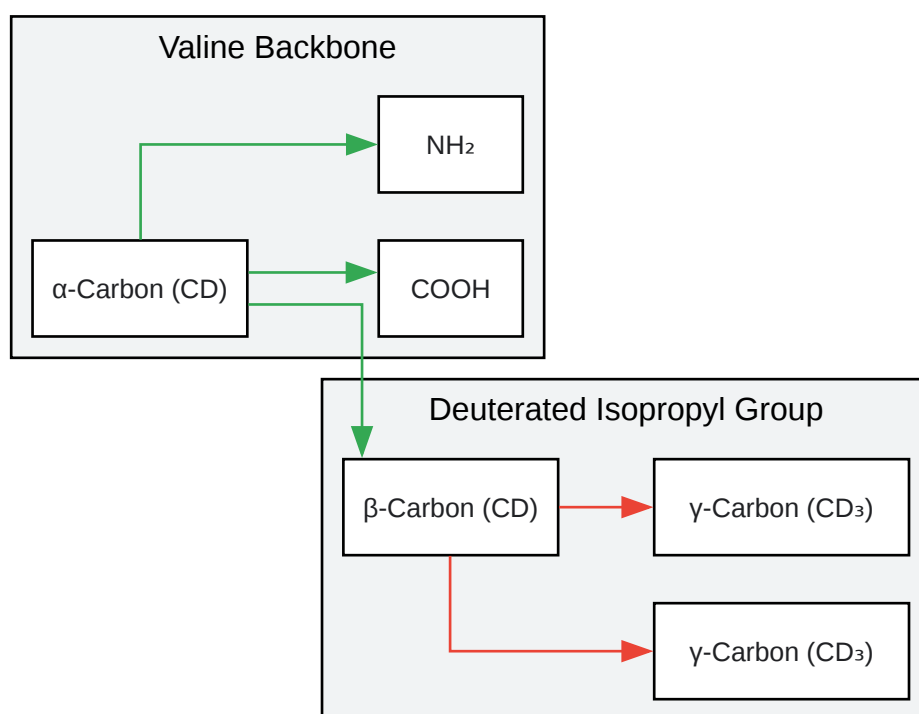 Valine Backbone
NH₂
α-Carbon (CD)
COOH
Deuterated Isopropyl Group
β-Carbon (CD)
γ-Carbon (CD₃)
γ-Carbon (CD₃)